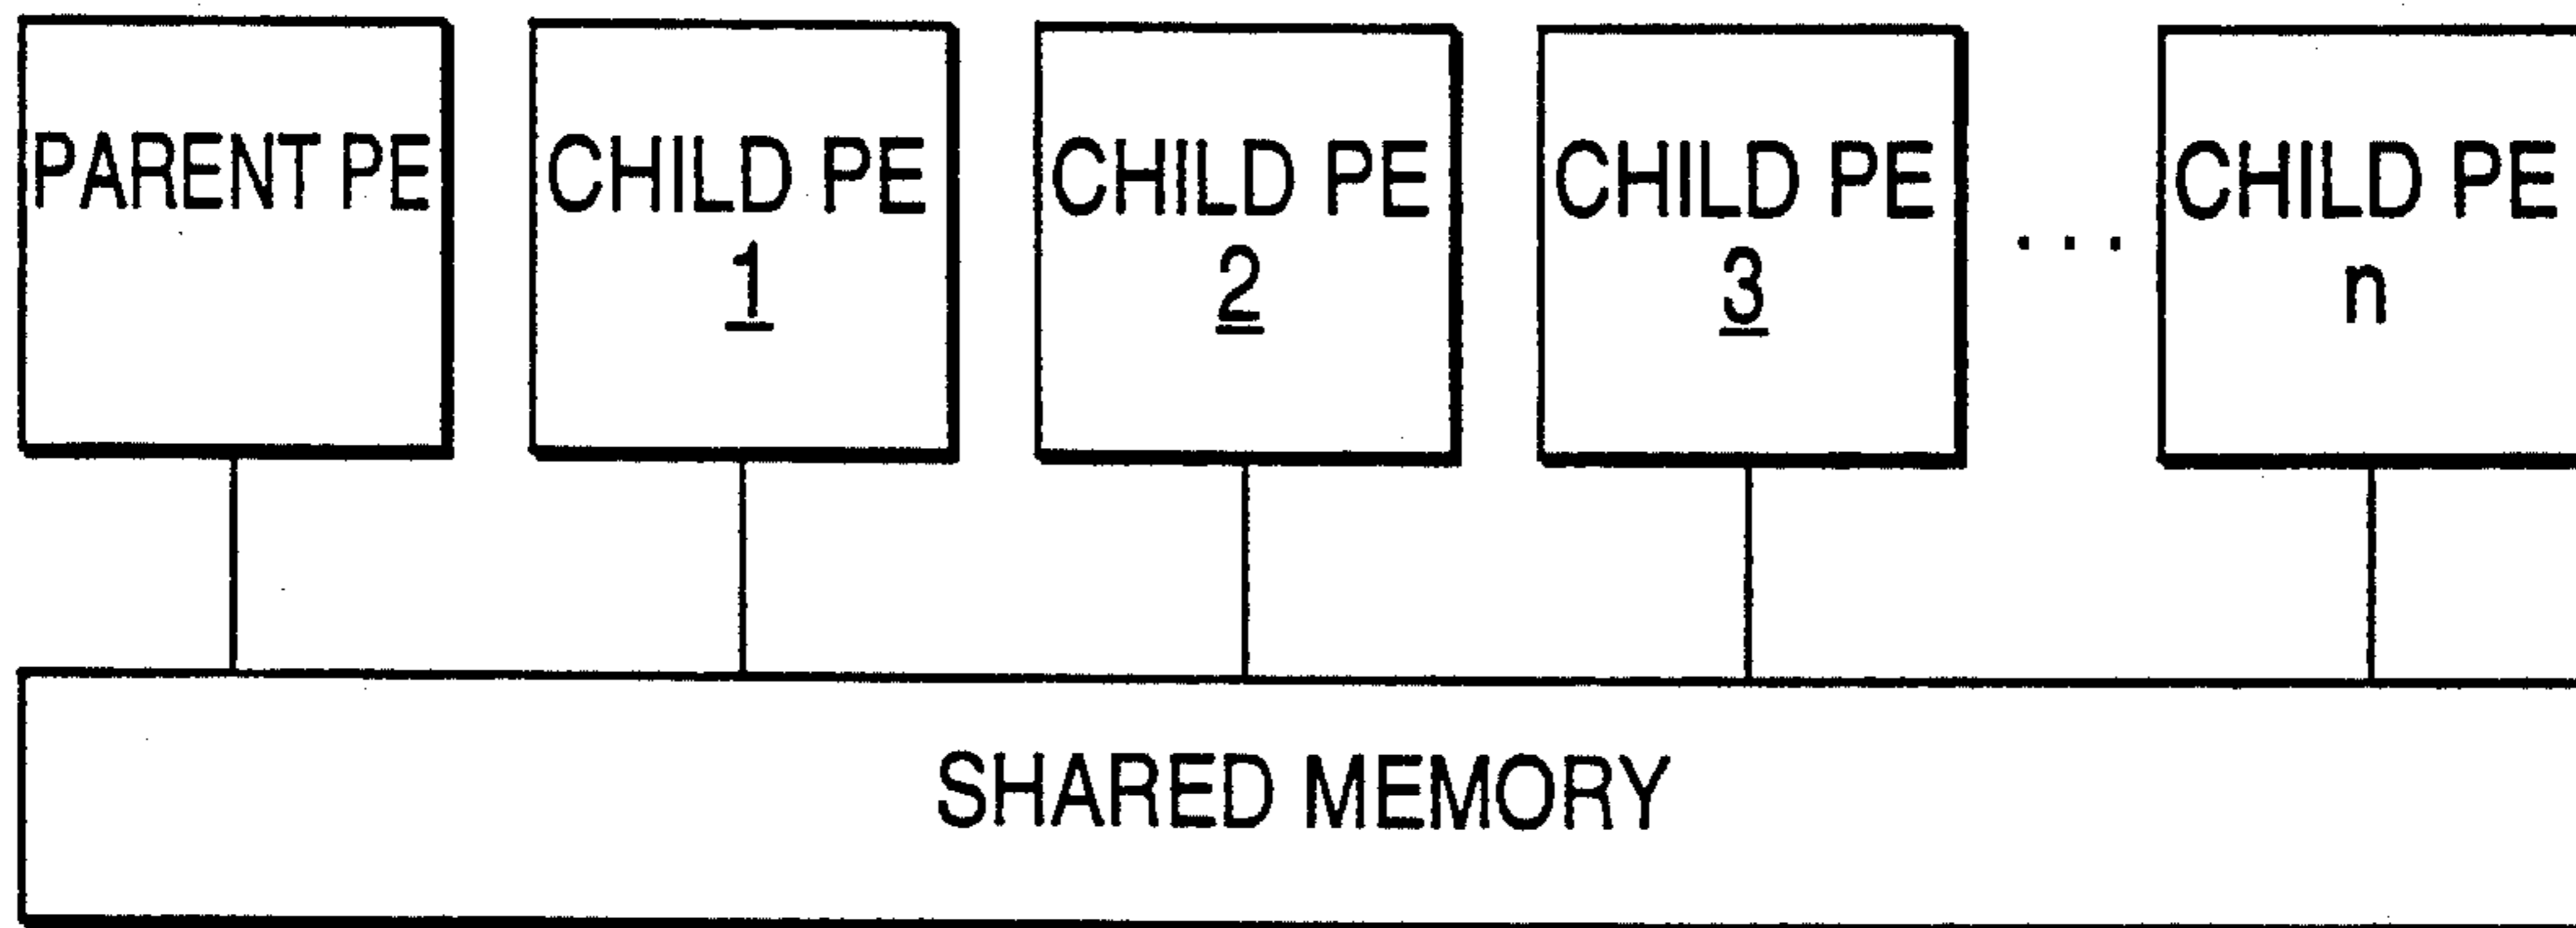 PARENT PE
CHILD PE
1
CHILD PE
2
CHILD PE
3
...
CHILD PE
n
SHARED MEMORY